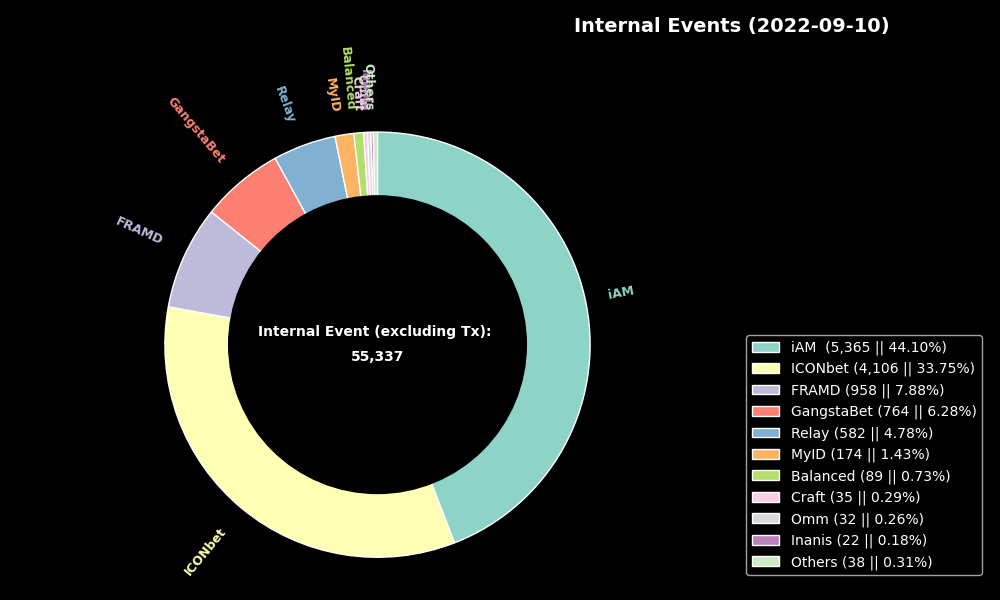 Internal Events (2022-09-10)
Others
Inanis
Omm
Craft
Balanced
MyID
Relay
GangstaBet
FRAMD
iAM
ICONbet
Internal Event (excluding Tx):
55,337
iAM  (5,365 || 44.10%)
ICONbet (4,106 || 33.75%)
FRAMD (958 || 7.88%)
GangstaBet (764 || 6.28%)
Relay (582 || 4.78%)
MyID (174 || 1.43%)
Balanced (89 || 0.73%)
Craft (35 || 0.29%)
Omm (32 || 0.26%)
Inanis (22 || 0.18%)
Others (38 || 0.31%)